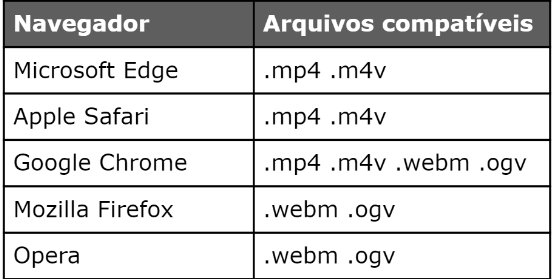 Navegador Arquivos compatíveis
Microsoft Edge .mp4 .m4v
Apple Safari .mp4 .m4v
Google Chrome .mp4 .m4v .webm .ogv
Mozilla Firefox .webm .ogv
Opera .webm .ogv